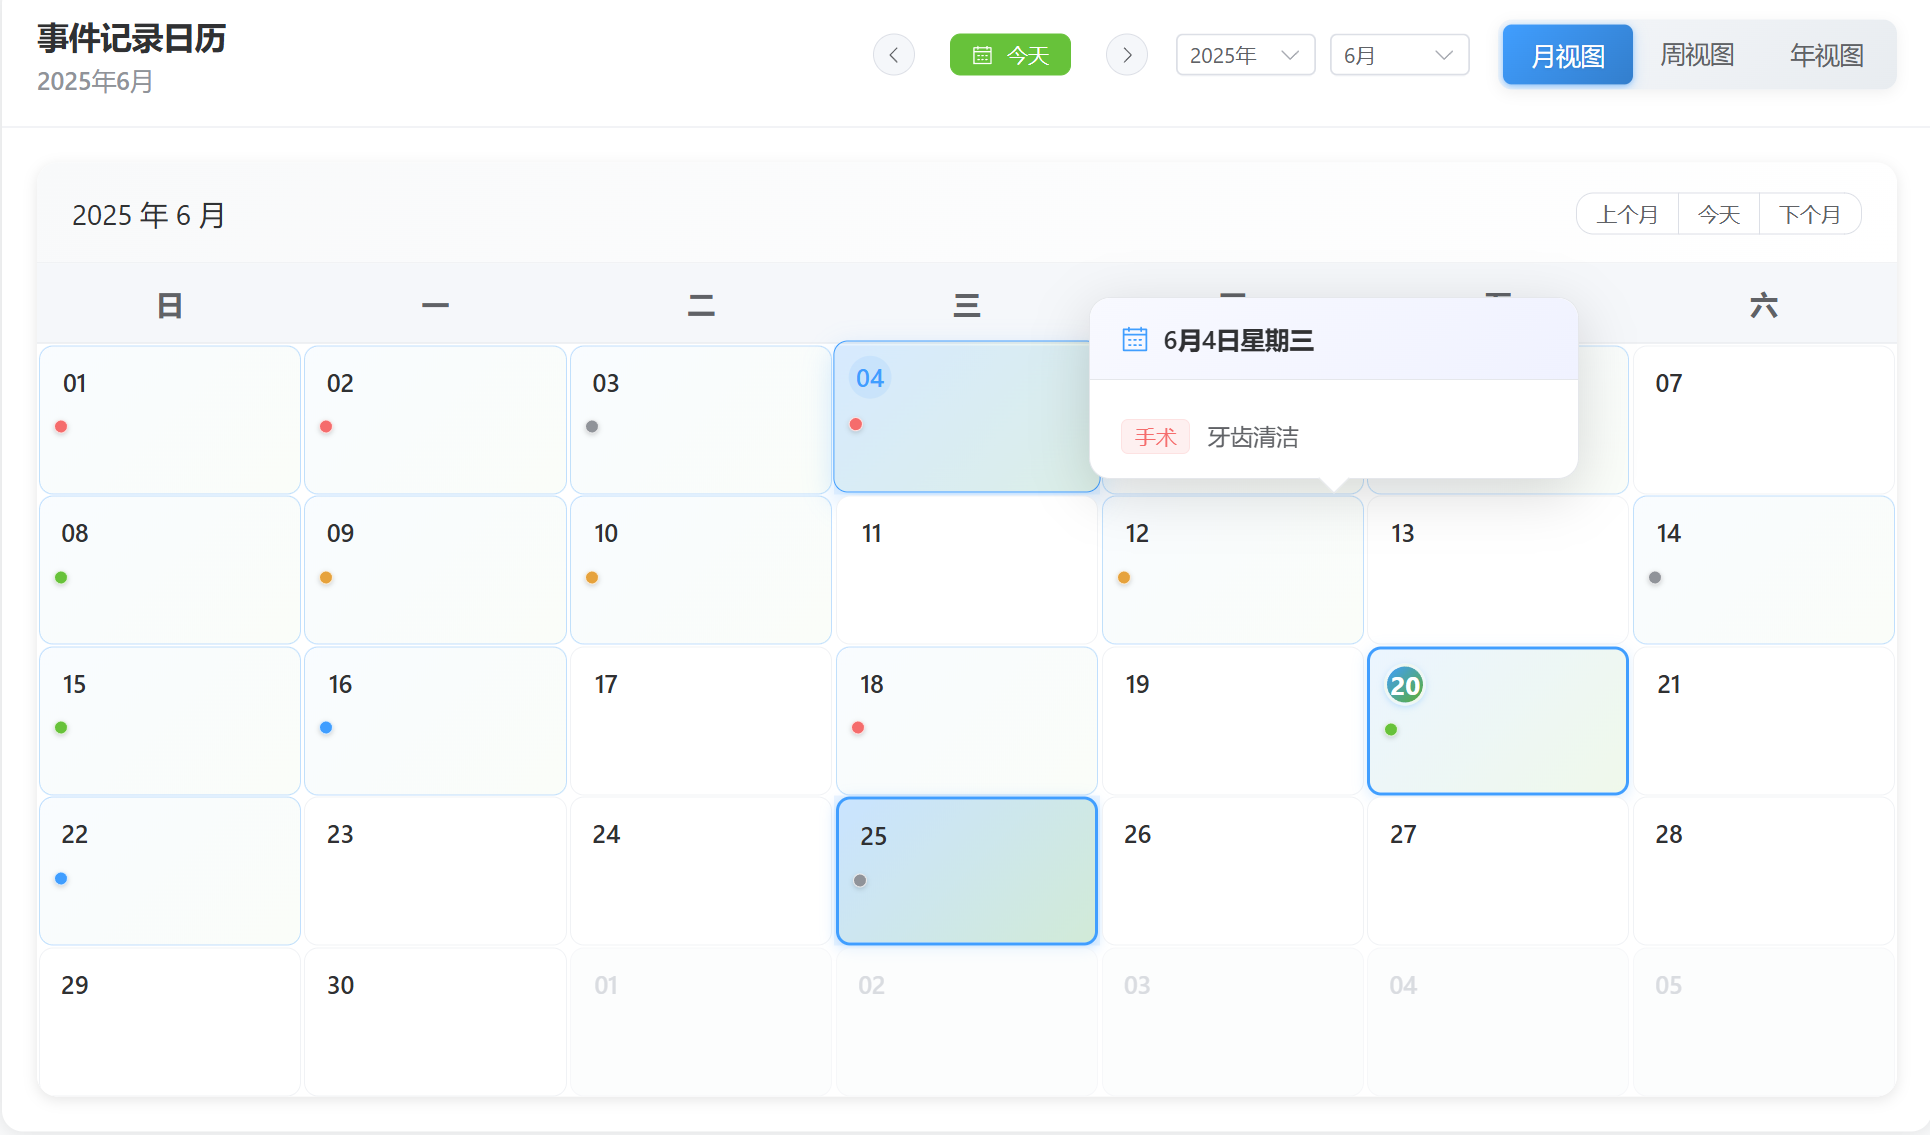 事件记录日历
2025年6月
今天 2025年 6月 月视图 周视图 年视图
2025 年 6 月
上个月 今天 下个月
日 一 二 三 六
6月4日星期三
手术 牙齿清洁
01 02 03 04 07
08 09 10 11 12 13 14
15 16 17 18 19 20 21
22 23 24 25 26 27 28
29 30 01 02 03 04 05